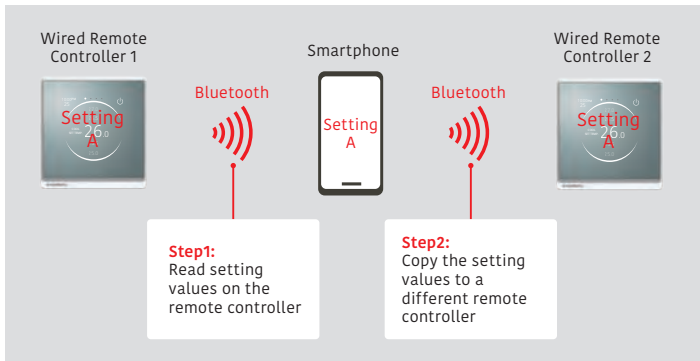 Wired Remote
Controller 1
Smartphone
Wired Remote
Controller 2
Bluetooth
Bluetooth
Setting
A
26.0
Setting
A
Setting
A
26.0
Step1:
Read setting
values on the
remote controller
Step2:
Copy the setting
values to a
different remote
controller